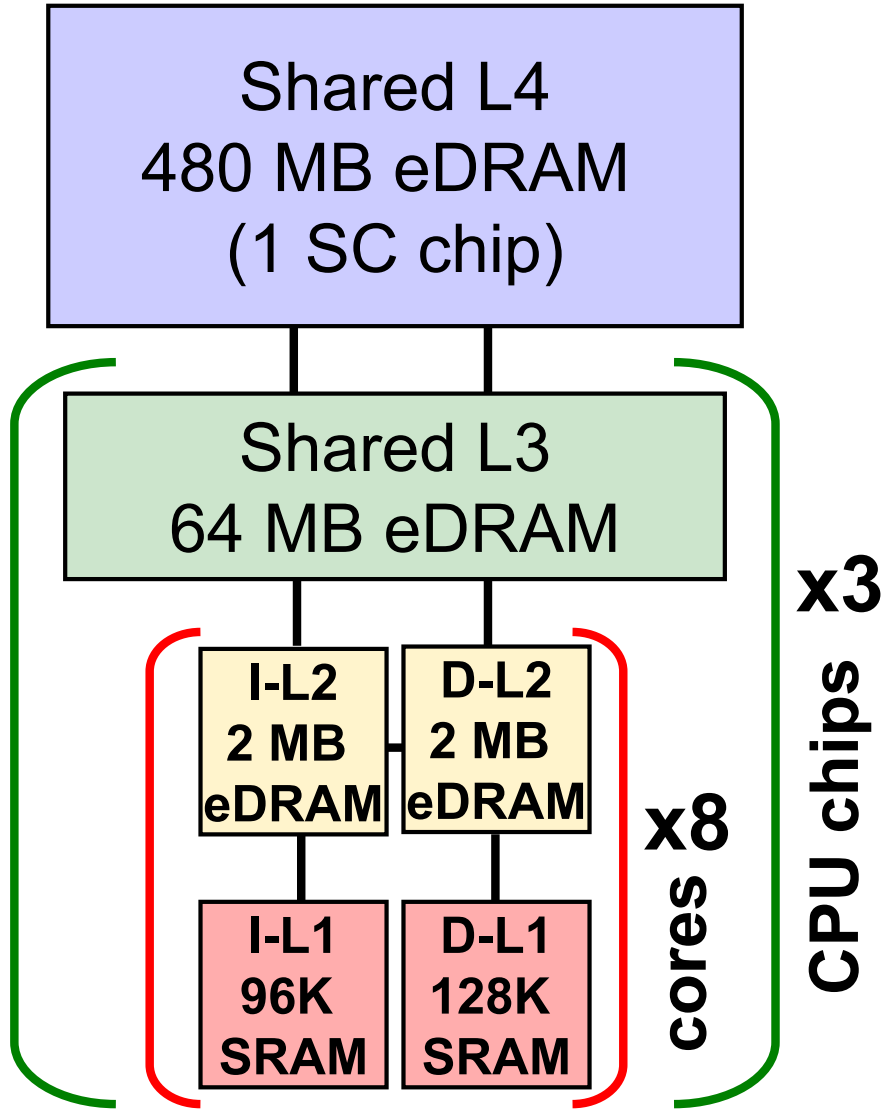 Shared L4
480 MB eDRAM
(1 SC chip)
Shared L3
64 MB eDRAM
I-L2
2 MB
eDRAM
D-L2
2 MB
eDRAM
I-L1
96K
SRAM
D-L1
128K
SRAM
x8
cores
x3
CPU chips